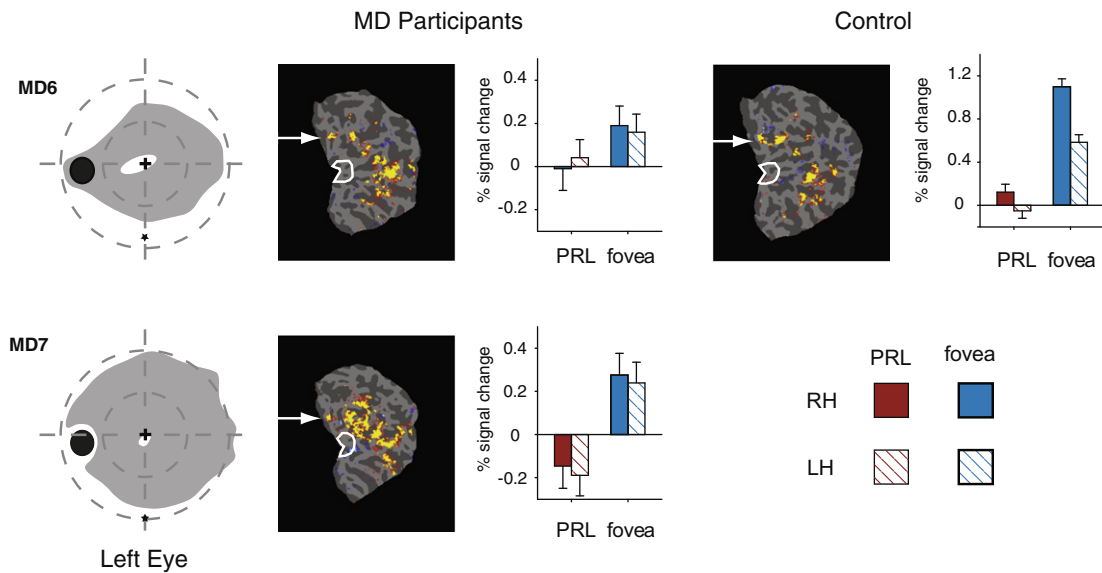 MD Participants
Control
MD6
% signal change
0.4
0.2
0
-0.2
PRL fovea
% signal change
1.2
0.8
0.4
0
PRL fovea
MD7
% signal change
0.4
0.2
0
-0.2
PRL fovea
PRL fovea
RH
LH
Left Eye